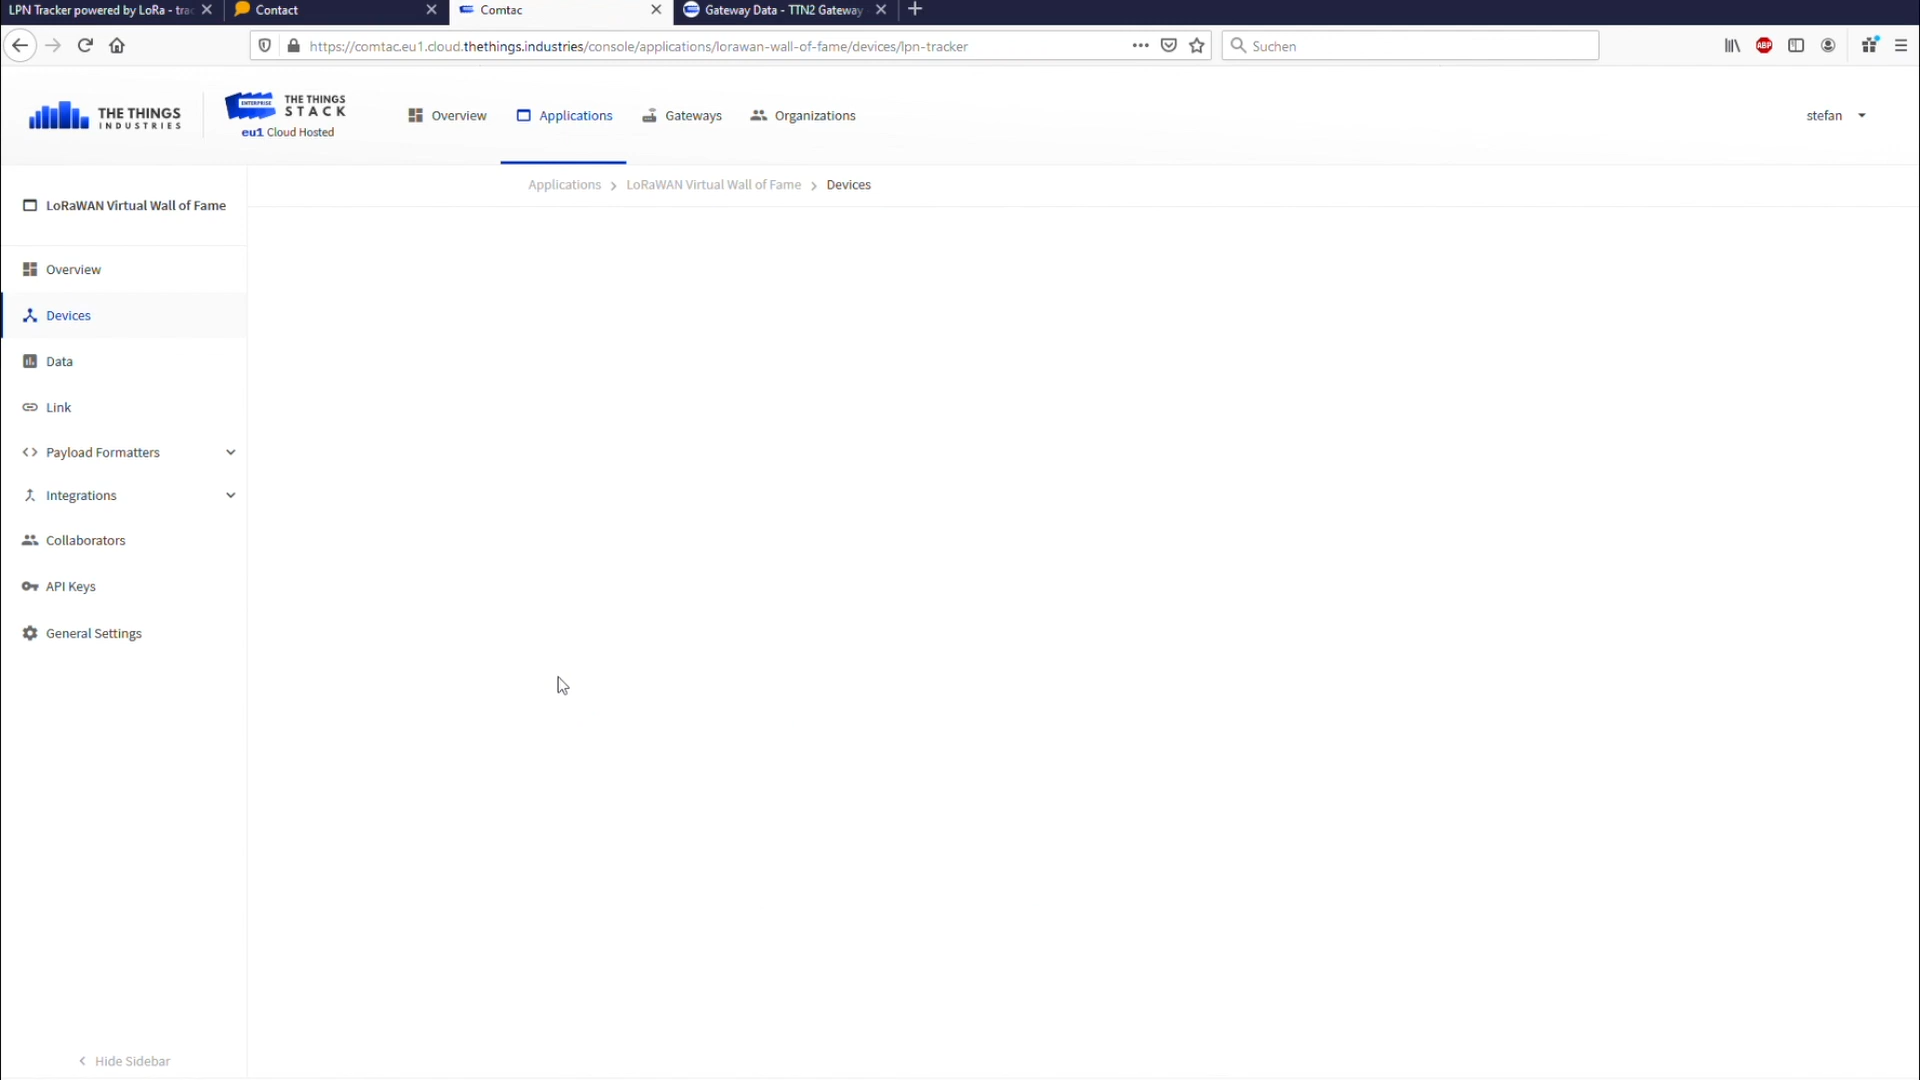 LPN Tracker powered by LoRa - tra
Contact
Comtac
Gateway Data - TTN2 Gateway
https://comtac.eu1.cloud.thethings.industries/console/applications/lorawan-wall-of-fame/devices/lpn-tracker
Suchen
ABP
THE THINGS
INDUSTRIES
ENTERPRISE
THE THINGS
STACK
eu1 Cloud Hosted
Overview
Applications
Gateways
Organizations
stefan
Applications > LoRaWAN Virtual Wall of Fame > Devices
LoRaWAN Virtual Wall of Fame
Overview
Devices
Data
Link
Payload Formatters
Integrations
Collaborators
API Keys
General Settings
< Hide Sidebar